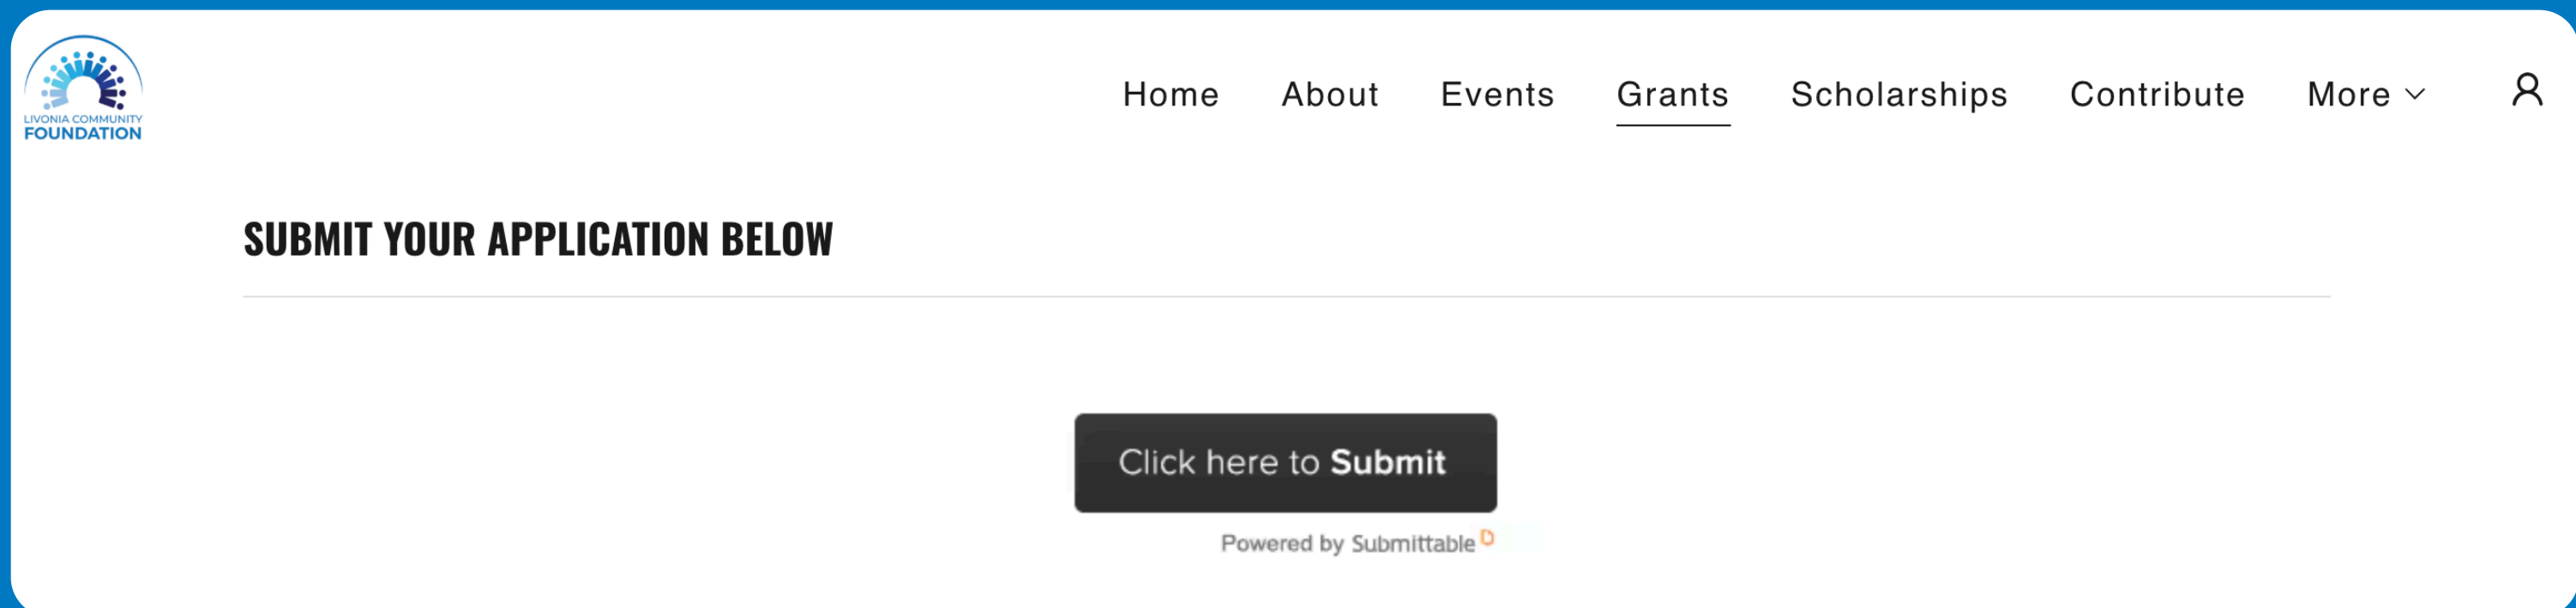 LIVONIA COMMUNITY
FOUNDATION
Home About Events Grants Scholarships Contribute More
SUBMIT YOUR APPLICATION BELOW
Click here to Submit
Powered by Submittable